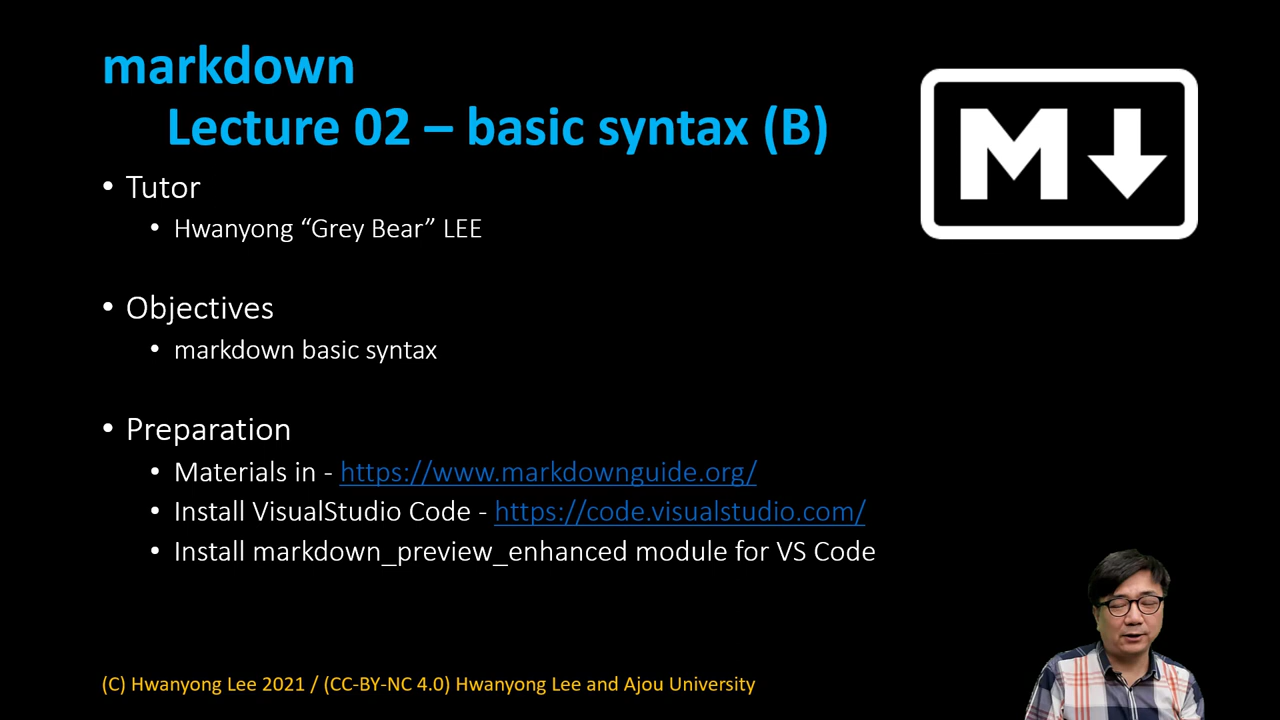 markdown
Lecture 02 – basic syntax (B)
M
• Tutor
• Hwanyong “Grey Bear” LEE
• Objectives
• markdown basic syntax
• Preparation
• Materials in - https://www.markdownguide.org/
• Install VisualStudio Code - https://code.visualstudio.com/
• Install markdown_preview_enhanced module for VS Code
(C) Hwanyong Lee 2021 / (CC-BY-NC 4.0) Hwanyong Lee and Ajou University